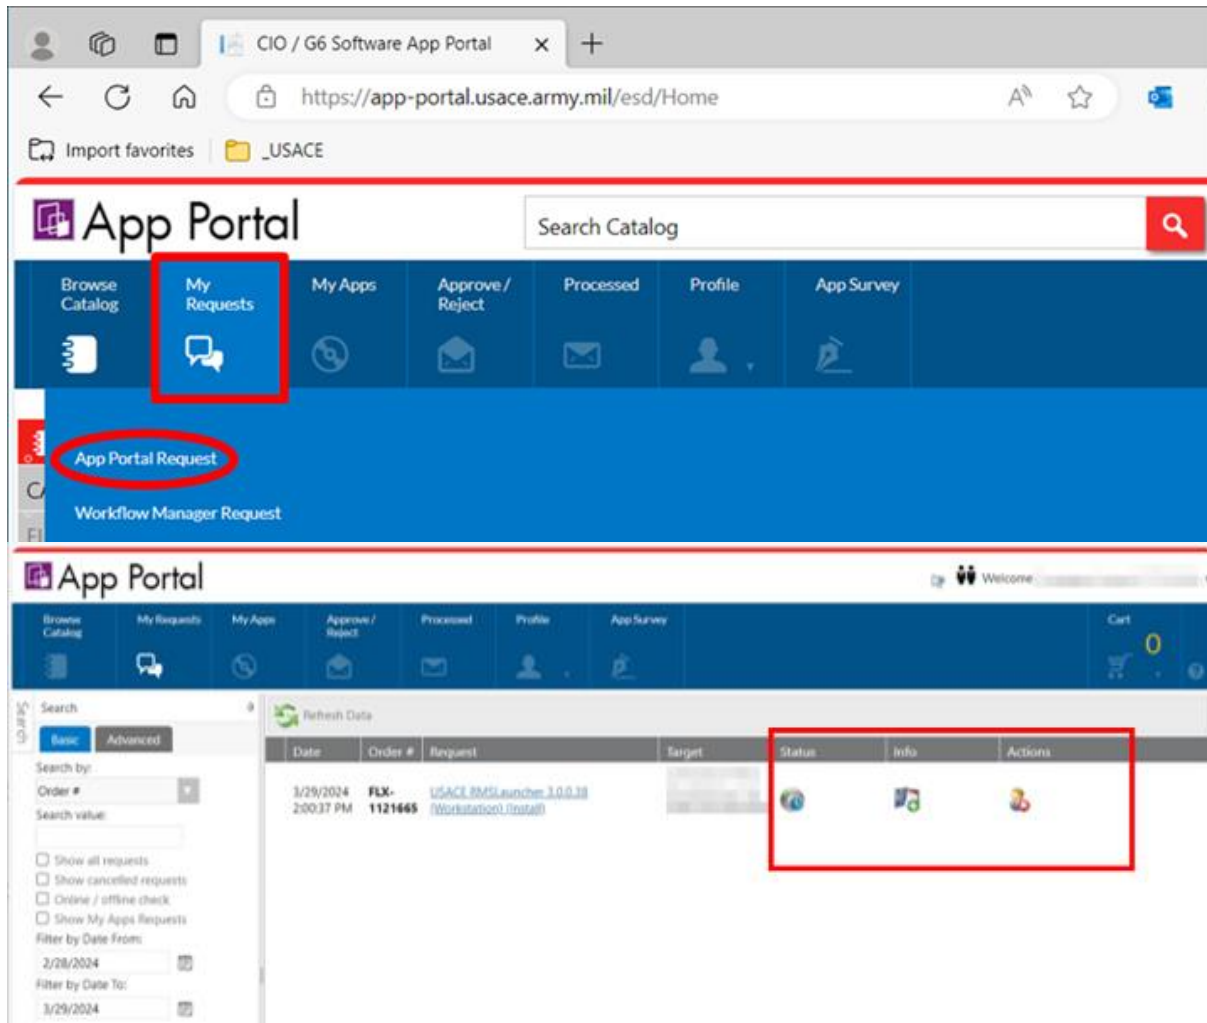 CIO / G6 Software App Portal
https://app-portal.usace.army.mil/esd/Home
Import favorites
_USACE
App Portal
Search Catalog
Browse Catalog
My Requests
My Apps
Approve / Reject
Processed
Profile
App Survey
App Portal Request
CA
Workflow Manager Request
App Portal
Welcome
Browse Catalog
My Requests
My Apps
Approve / Reject
Processed
Profile
App Survey
Cart
0
Search
Search
Refresh Data
Basic
Advanced
Date
Order #
Request
Target
Status
Info
Actions
Search by:
Order #
3/29/2024 2:00:37 PM
FLX-1121665
USACE RMSLauncher 3.0.0.38 (Workstation) (Install)
Search value:
Show all requests
Show cancelled requests
Online / offline check
Show My Apps Requests
Filter by Date From:
2/28/2024
Filter by Date To:
3/29/2024